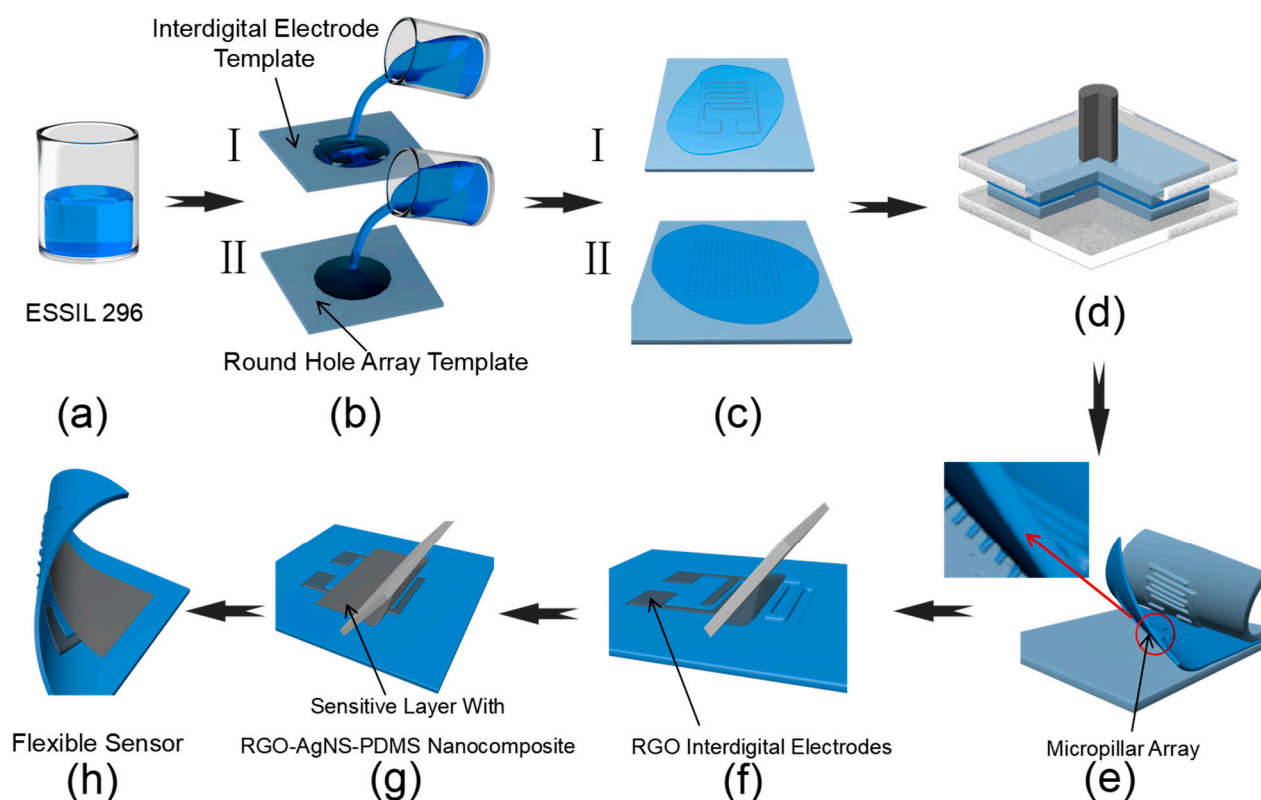 Interdigital Electrode
Template
I
II
I
II
ESSIL 296
Round Hole Array Template
(a)
(b)
(c)
(d)
Sensitive Layer With
Flexible Sensor
RGO-AgNS-PDMS Nanocomposite
RGO Interdigital Electrodes
Micropillar Array
(h)
(g)
(f)
(e)